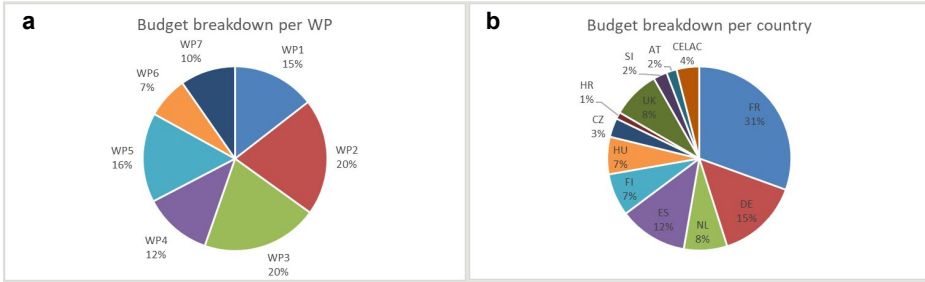 a
Budget breakdown per WP
WP1
15%
WP2
20%
WP3
20%
WP4
12%
WP5
16%
WP6
7%
WP7
10%
b
Budget breakdown per country
FR
31%
DE
15%
NL
8%
ES
12%
FI
7%
HU
7%
CZ
3%
HR
1%
UK
8%
SI
2%
AT
2%
CELAC
4%